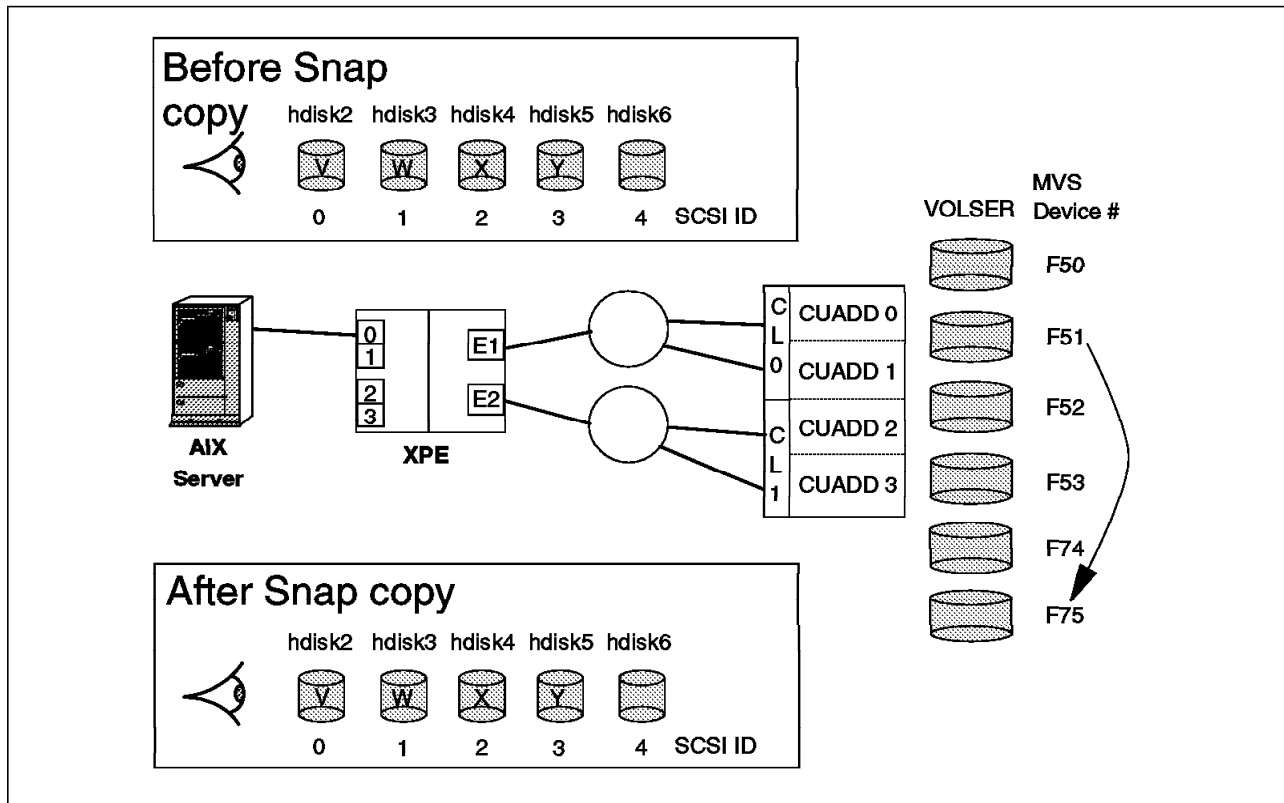 Before Snap
copy
hdisk2 hdisk3 hdisk4 hdisk5 hdisk6
V W X Y
0 1 2 3 4 SCSI ID
MVS
VOLSER Device #
F50
F51
F52
F53
F74
F75
AIX
Server
0
1
2
3
E1
E2
XPE
C
L
0
CUADD 0
CUADD 1
C
L
1
CUADD 2
CUADD 3
After Snap copy
hdisk2 hdisk3 hdisk4 hdisk5 hdisk6
V W X Y
0 1 2 3 4 SCSI ID